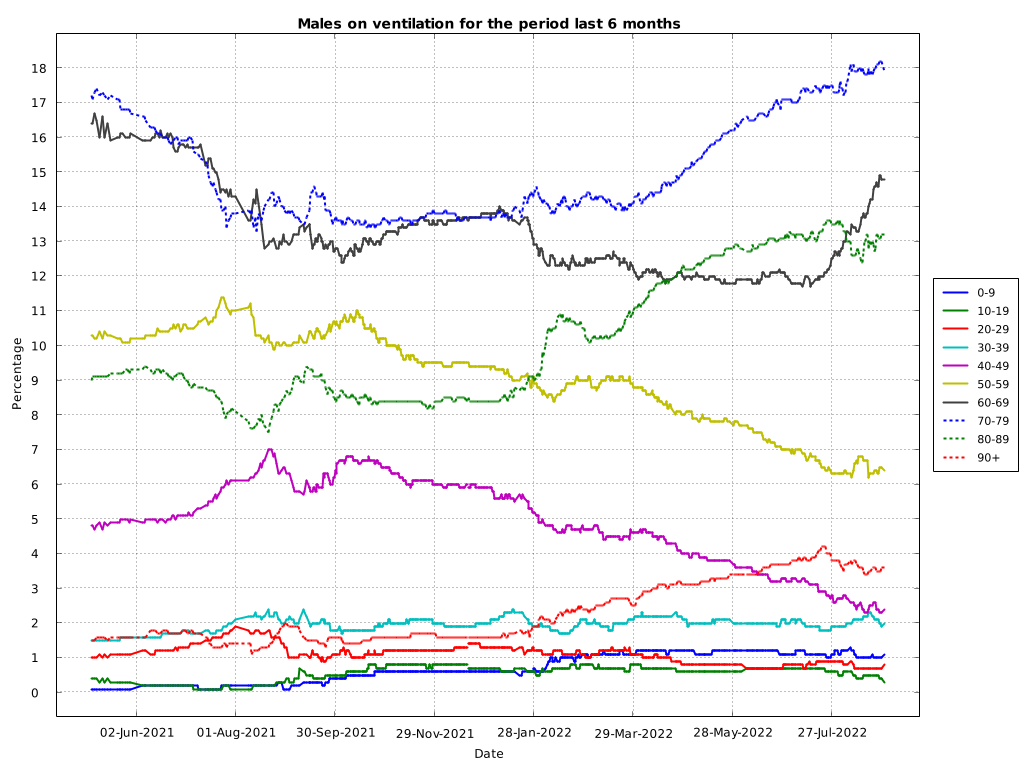 Males on ventilation for the period last 6 months
Percentage
18
17
16
15
14
13
12
11
10
9
8
7
6
5
4
3
2
1
0
02-Jun-2021
01-Aug-2021
30-Sep-2021
29-Nov-2021
28-Jan-2022
29-Mar-2022
28-May-2022
27-Jul-2022
Date
0-9
10-19
20-29
30-39
40-49
50-59
60-69
70-79
80-89
90+